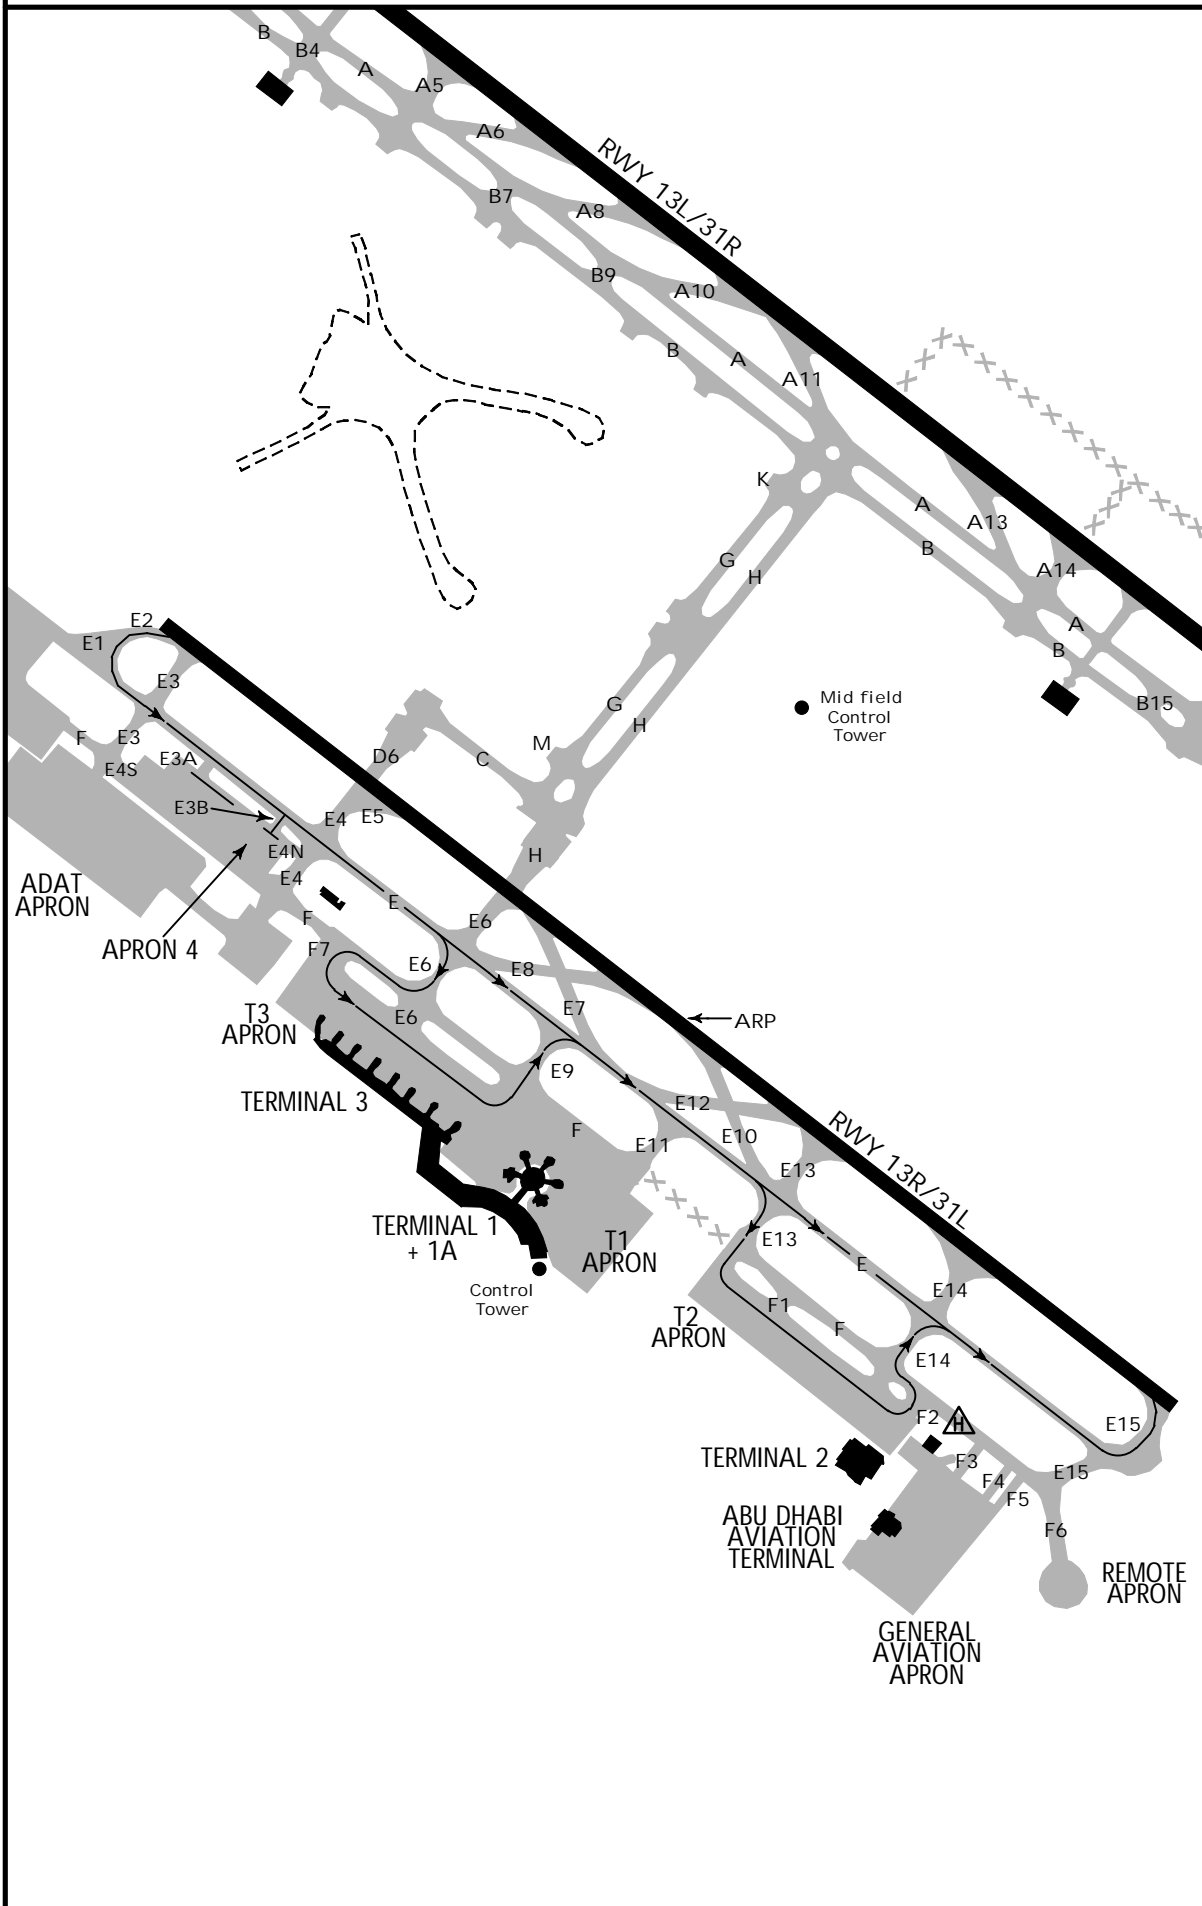 B
B4
A
A5
A6
RWY 13L/31R
B7
A8
B9
A10
B
A
A11
K
A
A13
B
G
H
A14
A
B
E2
E1
E3
G
H
Mid field
Control
Tower
B15
F
E3
E3A
E4S
M
D6
C
E3B
E4
E5
E4N
H
ADAT
APRON
E4
E
F
E6
APRON 4
F7
E6
E8
E7
T3
APRON
E6
ARP
TERMINAL 3
E9
E12
F
E11
E10
RWY 13R/31L
E13
TERMINAL 1
+ 1A
T1
APRON
E13
E
Control
Tower
E14
T2
APRON
F1
F
E14
F2
H
E15
TERMINAL 2
F3
E15
F4
F5
ABU DHABI
AVIATION
TERMINAL
F6
REMOTE
APRON
GENERAL
AVIATION
APRON